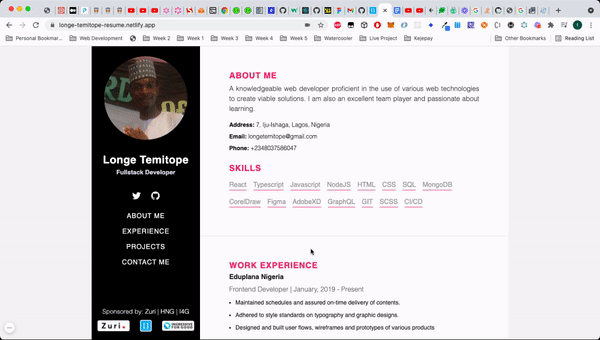 longe-temitope-resume.netlify.app
Personal Bookmar...
Web Development
Week 2
Week 1
Week 3
Week 4
Week 5
Watercooler
Live Project
Kejepay
Other Bookmarks
Reading List
Longe Temitope
Fullstack Developer
ABOUT ME
EXPERIENCE
PROJECTS
CONTACT ME
Sponsored by: Zuri | HNG | I4G
Zuri
INGRESSIVE
FOR GOOD
ABOUT ME
A knowledgeable web developer proficient in the use of various web technologies
to create viable solutions. I am also an excellent team player and passionate about
learning.
Address: 7, Iju-Ishaga, Lagos, Nigeria
Email: longetemitope@gmail.com
Phone: +2348037586047
SKILLS
React Typescript Javascript NodeJS HTML CSS SQL MongoDB
CorelDraw Figma AdobeXD GraphQL GIT SCSS CI/CD
WORK EXPERIENCE
Eduplana Nigeria
Frontend Developer | January, 2019 - Present
Maintained schedules and assured on-time delivery of contents.
Adhered to style standards on typography and graphic designs.
Designed and built user flows, wireframes and prototypes of various products